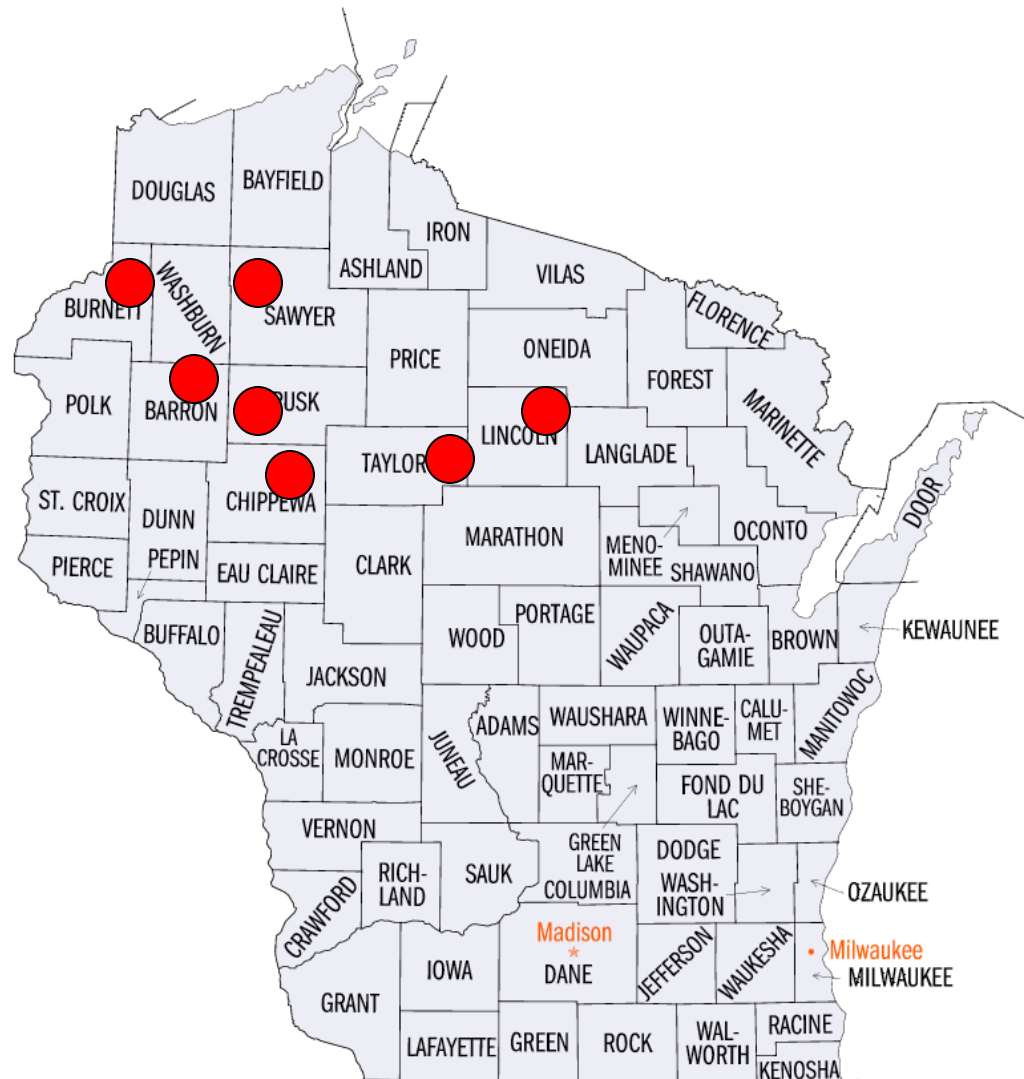 BAYFIELD
DOUGLAS
IRON
ASHLAND
VILAS
WASHBURN
BURNETT
SAWYER
FLORENCE
ONEIDA
PRICE
FOREST
POLK
BARRON
RUSK
MARINETTE
LINCOLN
LANGLADE
TAYLOR
ST. CROIX
CHIPPEWA
DOOR
DUNN
MARATHON
OCONTO
PIERCE
PEPIN
EAU CLAIRE
CLARK
MENO-
MINEE
SHAWANO
BUFFALO
TREMPEALEAU
WOOD
PORTAGE
WAUPACA
OUTA-
GAMIE
BROWN
KEWAUNEE
JACKSON
ADAMS
WAUSHARA
WINNE-
BAGO
CALU-
MET
MANITOWOC
LA
CROSSE
MONROE
JUNEAU
MAR-
QUETTE
FOND DU
LAC
SHE-
BOYGAN
VERNON
GREEN
LAKE
DODGE
RICH-
LAND
SAUK
COLUMBIA
WASH-
INGTON
OZAUKEE
CRAWFORD
Madison
DANE
JEFFERSON
WAUKESHA
Milwaukee
MILWAUKEE
IOWA
GRANT
LAFAYETTE
GREEN
ROCK
WAL-
WORTH
RACINE
KENOSHA